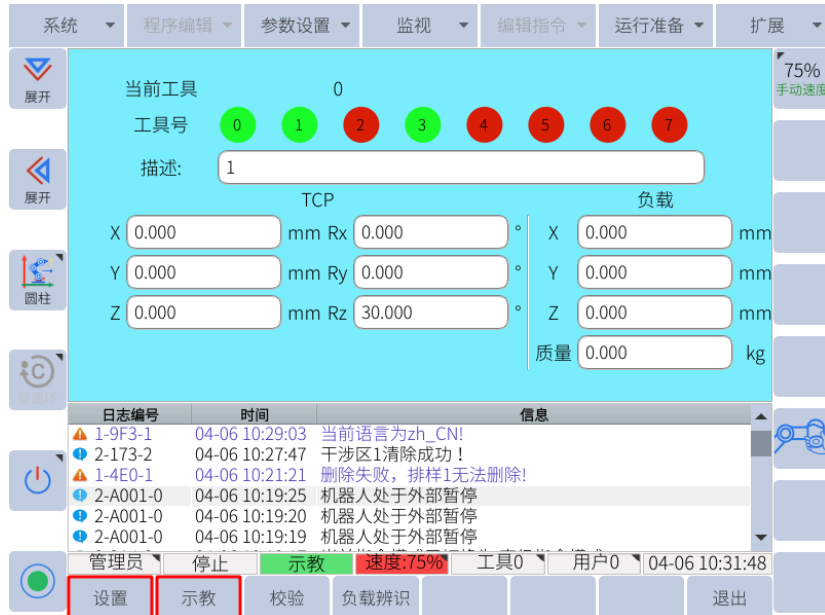 系统 程序编辑 参数设置 监视 编辑指令 运行准备 扩展
展开
75%
手动速度
当前工具 0
工具号 0 1 2 3 4 5 6 7
描述: 1
展开
TCP 负载
X 0.000 mm Rx 0.000 ° X 0.000 mm
Y 0.000 mm Ry 0.000 ° Y 0.000 mm
Z 0.000 mm Rz 30.000 ° Z 0.000 mm
圆柱
质量 0.000 kg
C
日志编号 时间 信息
1-9F3-1 04-06 10:29:03 当前语言为zh_CN!
2-173-2 04-06 10:27:47 干涉区1清除成功！
1-4E0-1 04-06 10:21:21 删除失败，排样1无法删除!
2-A001-0 04-06 10:19:25 机器人处于外部暂停
2-A001-0 04-06 10:19:20 机器人处于外部暂停
2-A001-0 04-06 10:19:19 机器人处于外部暂停
管理员 停止 示教 速度:75% 工具0 用户0 04-06 10:31:48
设置 示教 校验 负载辨识 退出